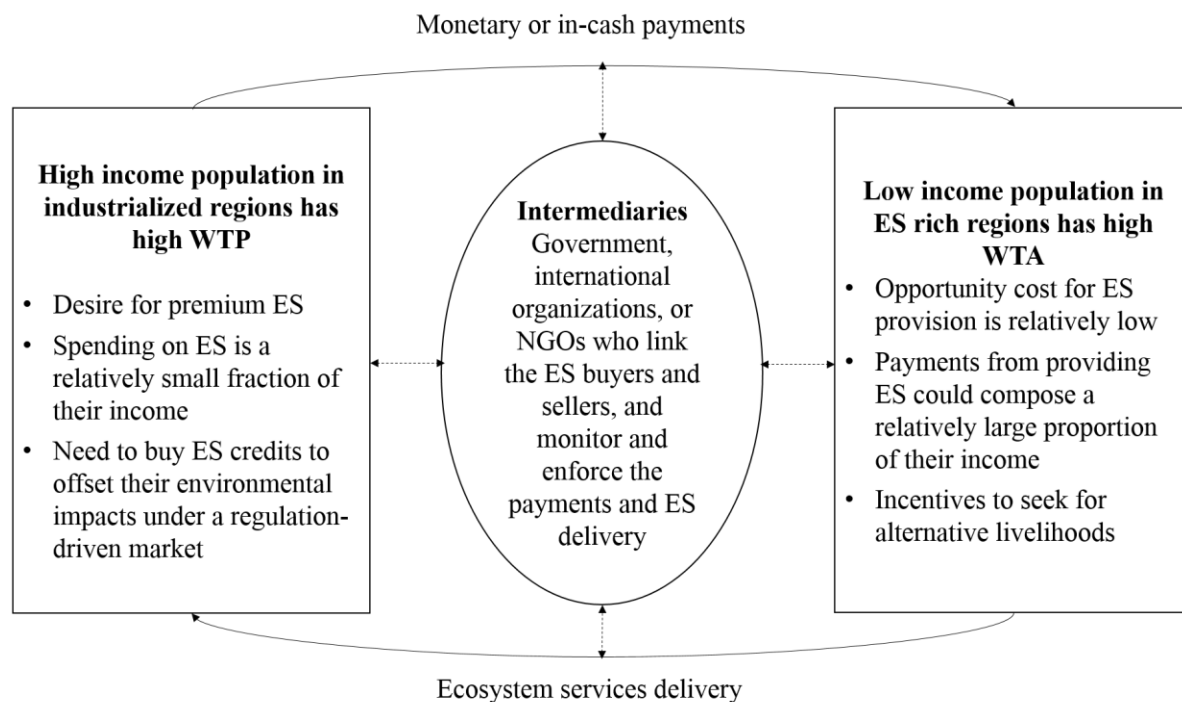 Monetary or in-cash payments
High income population in
industrialized regions has
high WTP
• Desire for premium ES
• Spending on ES is a
relatively small fraction of
their income
• Need to buy ES credits to
offset their environmental
impacts under a regulation-
driven market
Intermediaries
Government,
international
organizations, or
NGOs who link
the ES buyers and
sellers, and
monitor and
enforce the
payments and ES
delivery
Low income population in
ES rich regions has high
WTA
• Opportunity cost for ES
provision is relatively low
• Payments from providing
ES could compose a
relatively large proportion
of their income
• Incentives to seek for
alternative livelihoods
Ecosystem services delivery